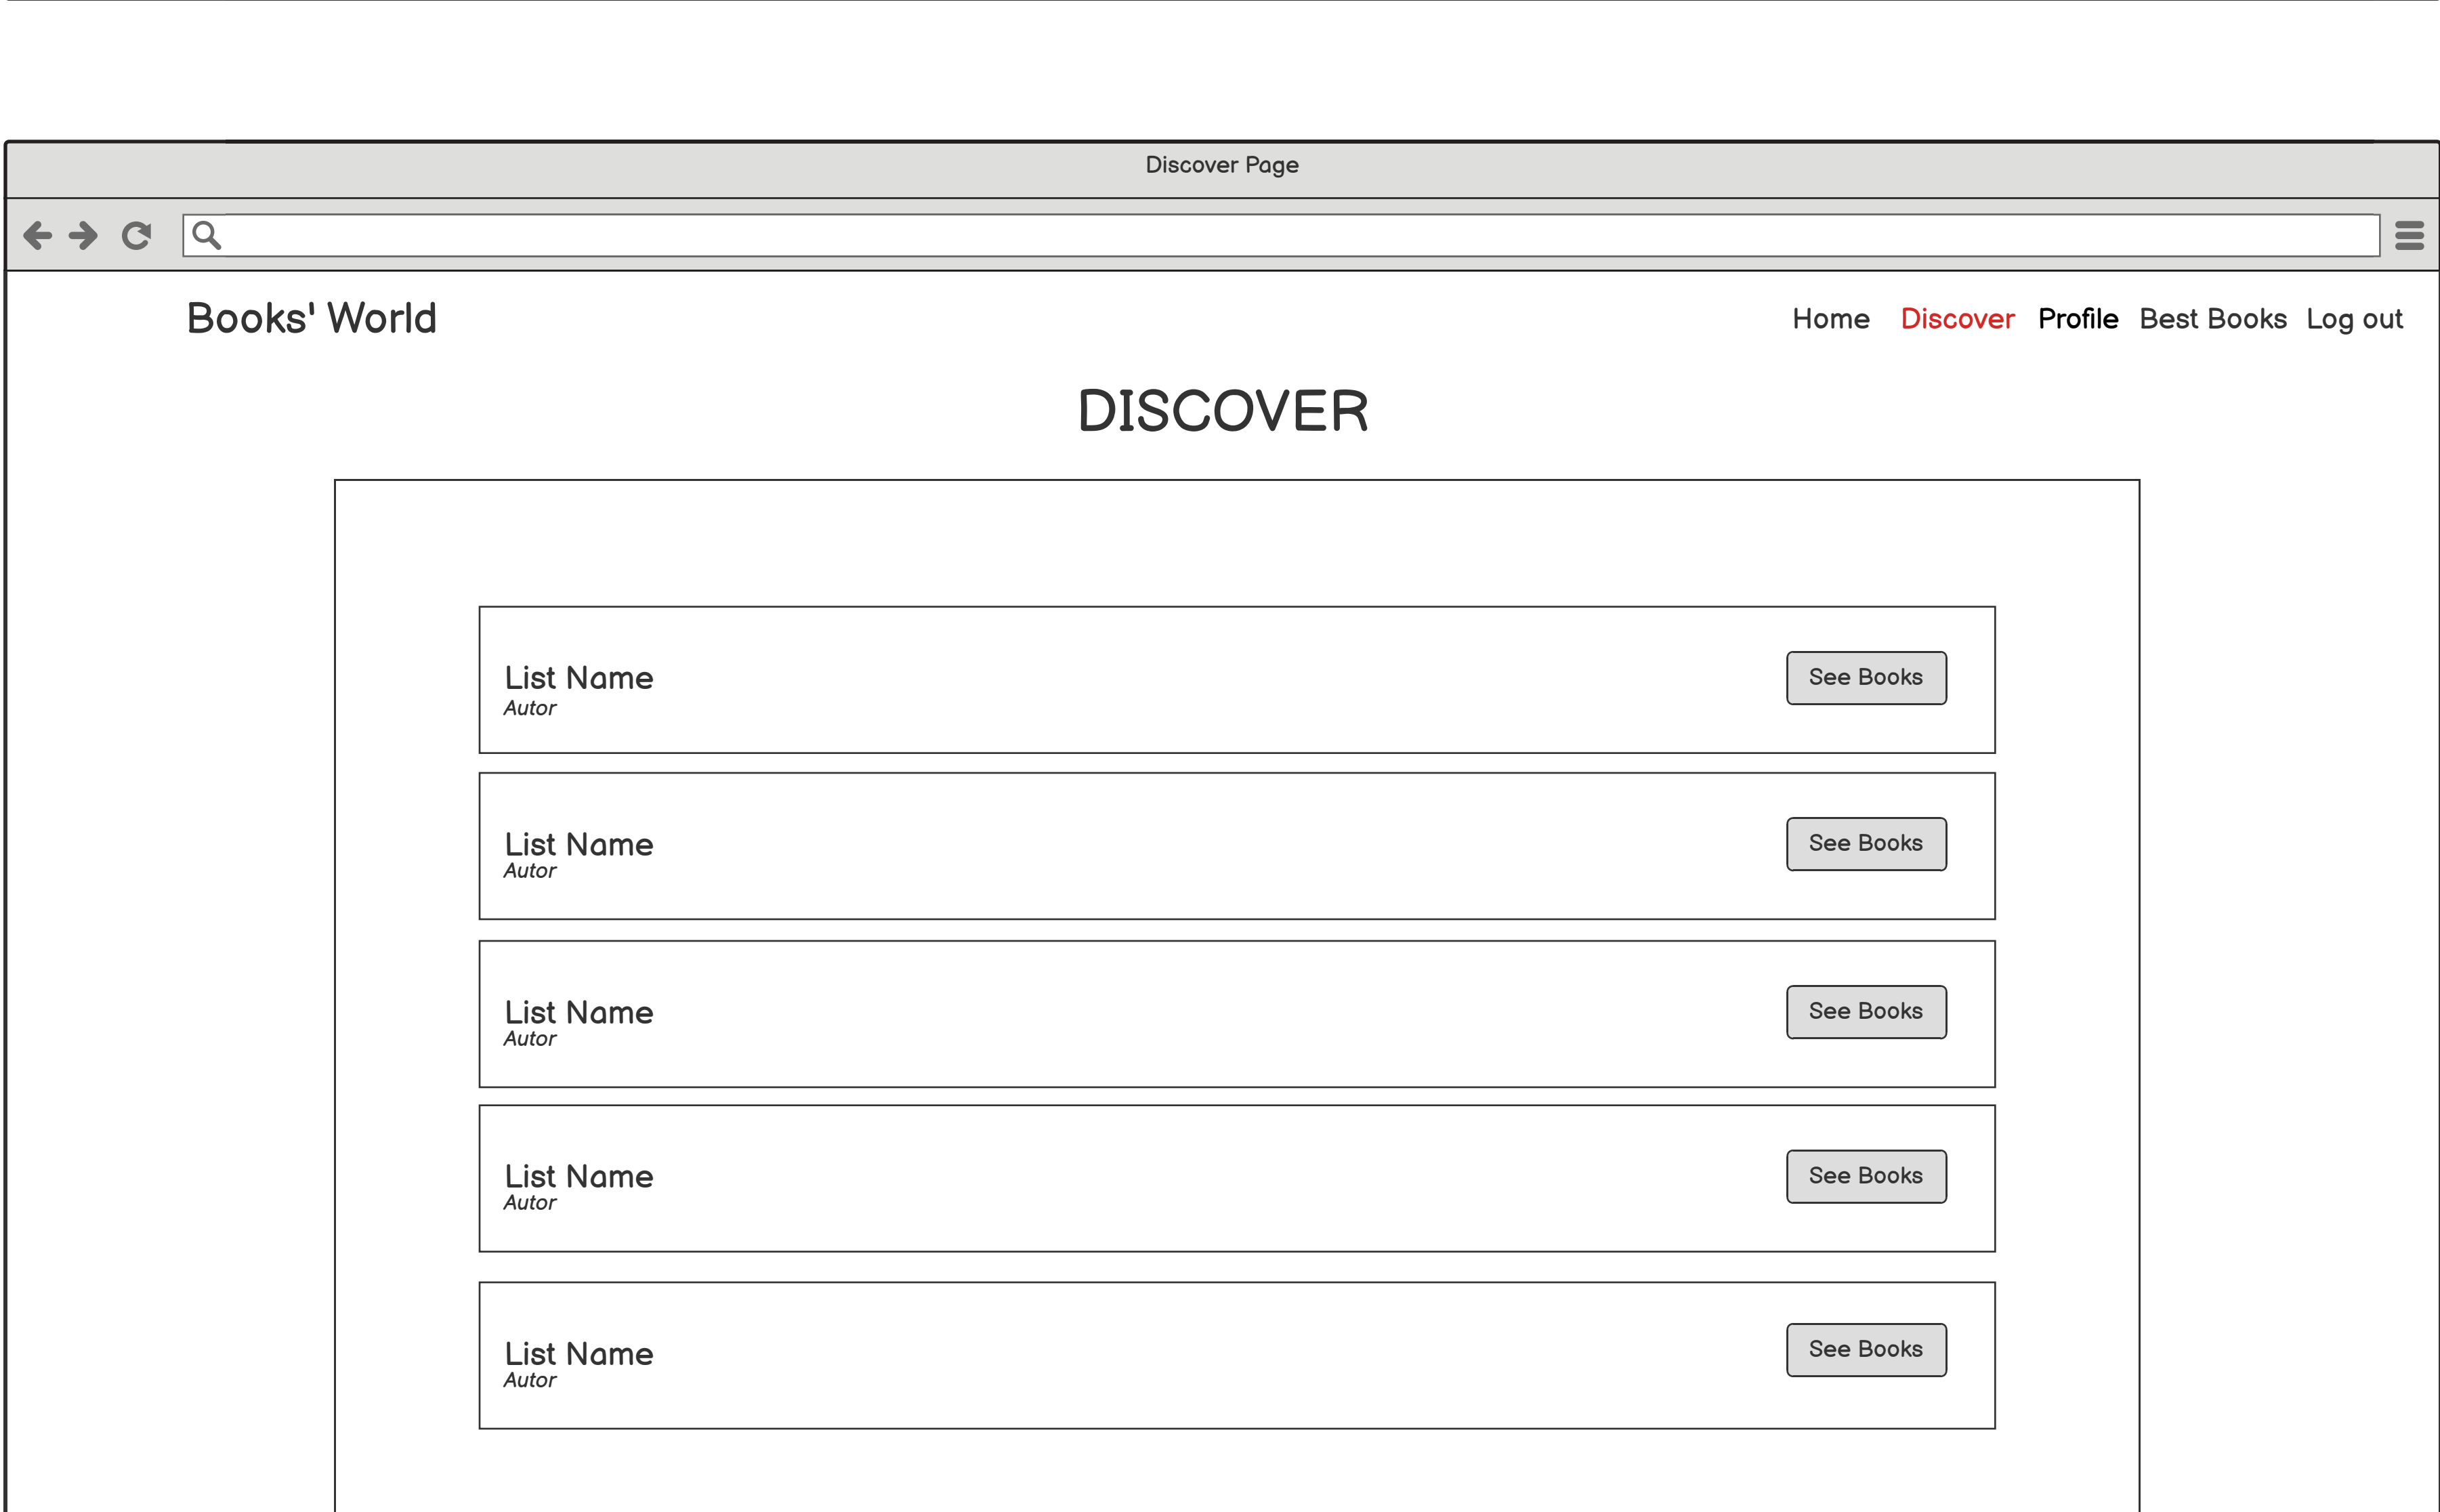 Discover Page
Books' World
Home Discover Profile Best Books Log out
DISCOVER
List Name
Autor
See Books
List Name
Autor
See Books
List Name
Autor
See Books
List Name
Autor
See Books
List Name
Autor
See Books